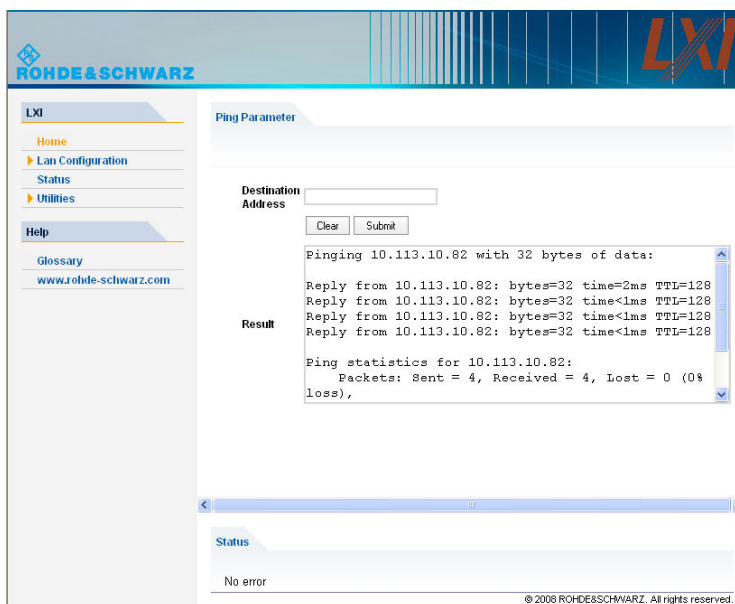 ROHDE&SCHWARZ
LXI
LXI
Home
Lan Configuration
Status
Utilities
Help
Glossary
www.rohde-schwarz.com
Ping Parameter
Destination
Address
Clear Submit
Result
Pinging 10.113.10.82 with 32 bytes of data:
Reply from 10.113.10.82: bytes=32 time=2ms TTL=128
Reply from 10.113.10.82: bytes=32 time<1ms TTL=128
Reply from 10.113.10.82: bytes=32 time<1ms TTL=128
Reply from 10.113.10.82: bytes=32 time<1ms TTL=128
Ping statistics for 10.113.10.82:
Packets: Sent = 4, Received = 4, Lost = 0 (0%
loss),
Status
No error
© 2008 ROHDE&SCHWARZ. All rights reserved.